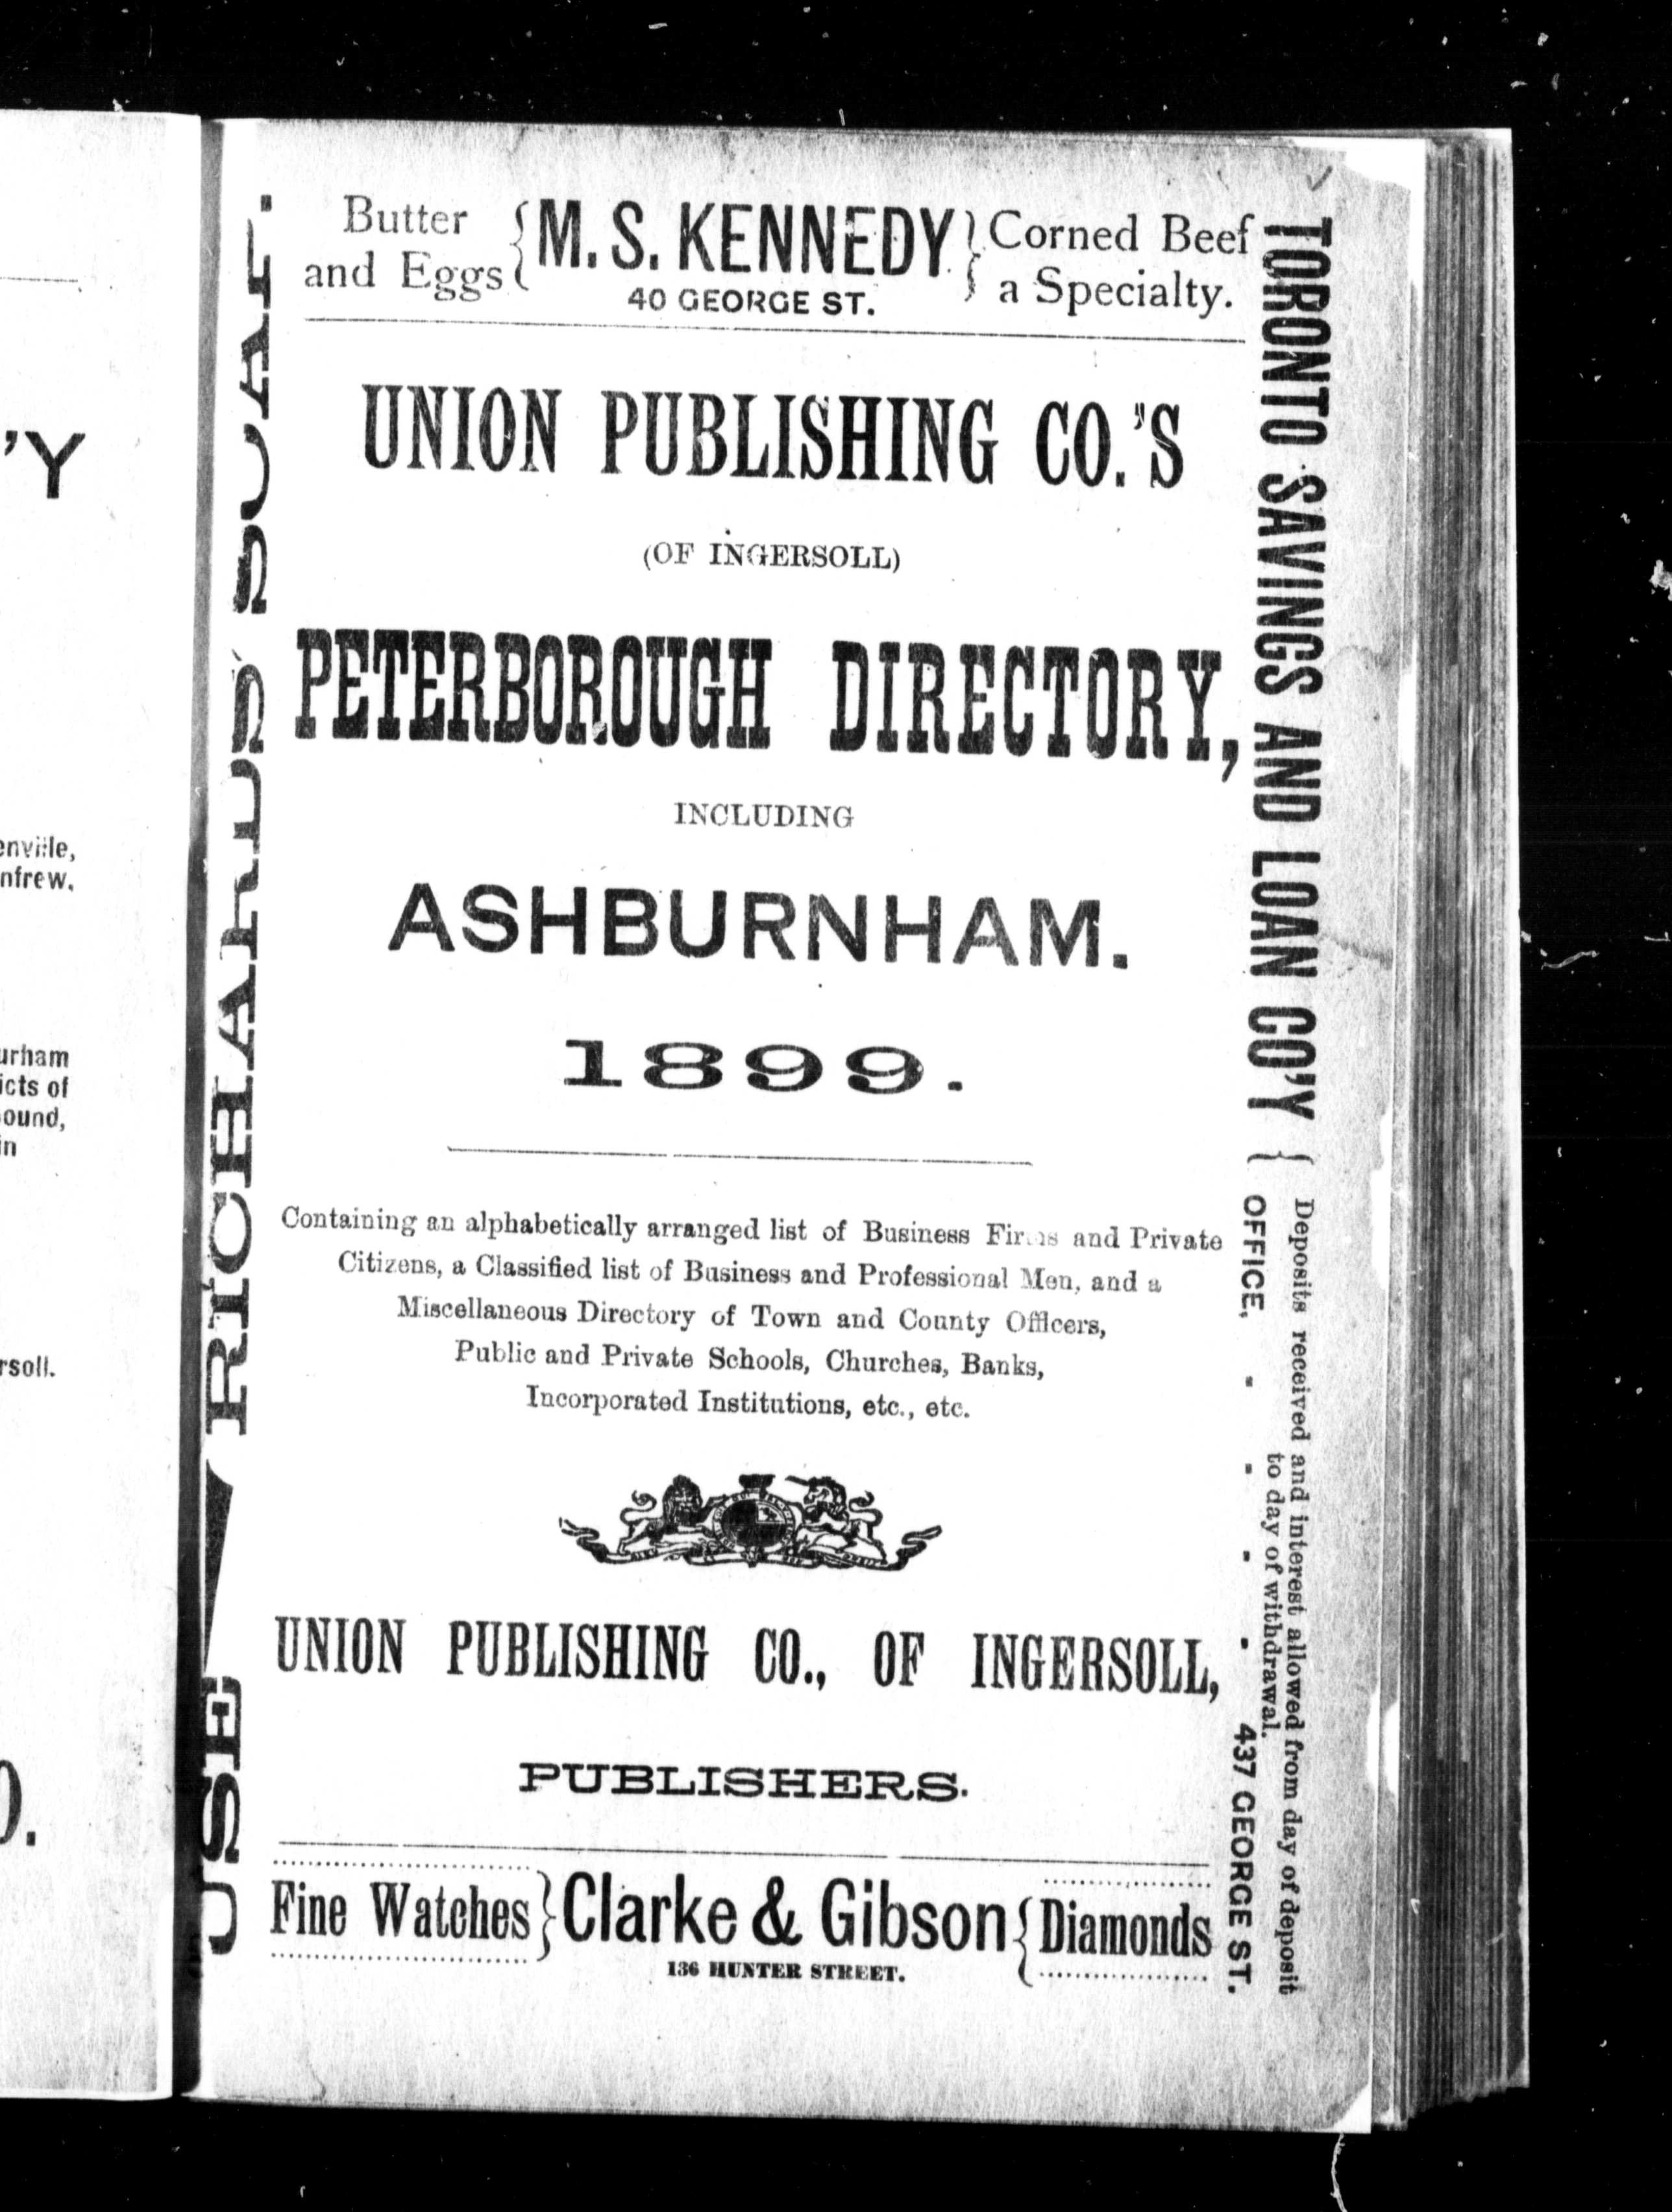 'Y
enville,
nfrew.
urham
icts of
ound,
in
rsoll.
O.
USE RICHARDS' SOAP.
Butter and Eggs { M. S. KENNEDY } Corned Beef a Specialty.
40 GEORGE ST.
UNION PUBLISHING CO.'S
(OF INGERSOLL)
PETERBOROUGH DIRECTORY,
INCLUDING
ASHBURNHAM.
1899.
Containing an alphabetically arranged list of Business Firms and Private
Citizens, a Classified list of Business and Professional Men, and a
Miscellaneous Directory of Town and County Officers,
Public and Private Schools, Churches, Banks,
Incorporated Institutions, etc., etc.
UNION PUBLISHING CO., OF INGERSOLL,
PUBLISHERS.
Fine Watches } Clarke & Gibson { Diamonds
136 HUNTER STREET.
TORONTO SAVINGS AND LOAN CO'Y {
Deposits received and interest allowed from day of deposit
to day of withdrawal.
OFFICE, - - - - 437 GEORGE ST.